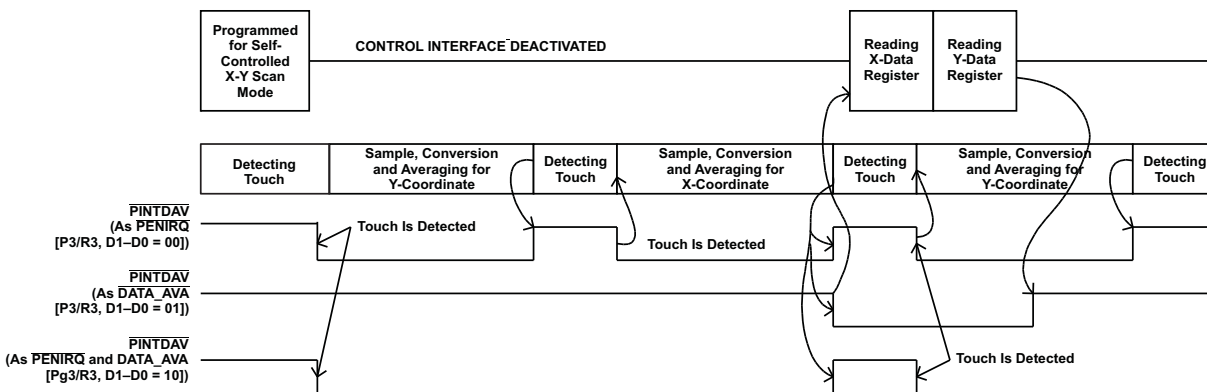 Programmed
for Self-
Controlled
X-Y Scan
Mode
CONTROL INTERFACE DEACTIVATED
Reading
X-Data
Register
Reading
Y-Data
Register
Detecting
Touch
Sample, Conversion
and Averaging for
Y-Coordinate
Detecting
Touch
Sample, Conversion
and Averaging for
X-Coordinate
Detecting
Touch
Sample, Conversion
and Averaging for
Y-Coordinate
Detecting
Touch
PINTDAV
(As PENIRQ
[P3/R3, D1–D0 = 00])
Touch Is Detected
Touch Is Detected
PINTDAV
(As DATA_AVA
[P3/R3, D1–D0 = 01])
PINTDAV
(As PENIRQ and DATA_AVA
[Pg3/R3, D1–D0 = 10])
Touch Is Detected